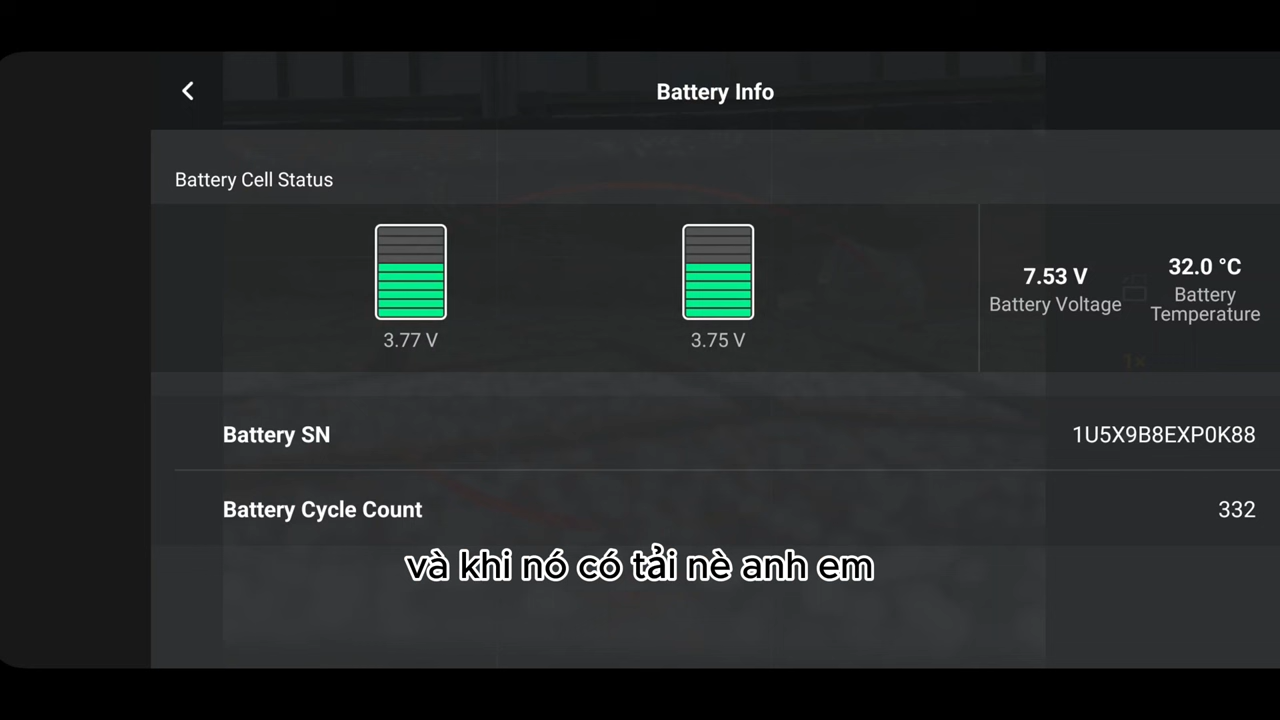 Battery Info
Battery Cell Status
3.77 V
3.75 V
7.53 V
Battery Voltage
32.0 °C
Battery
Temperature
1×
Battery SN
1U5X9B8EXP0K88
Battery Cycle Count
332
và khi nó có tải nè anh em